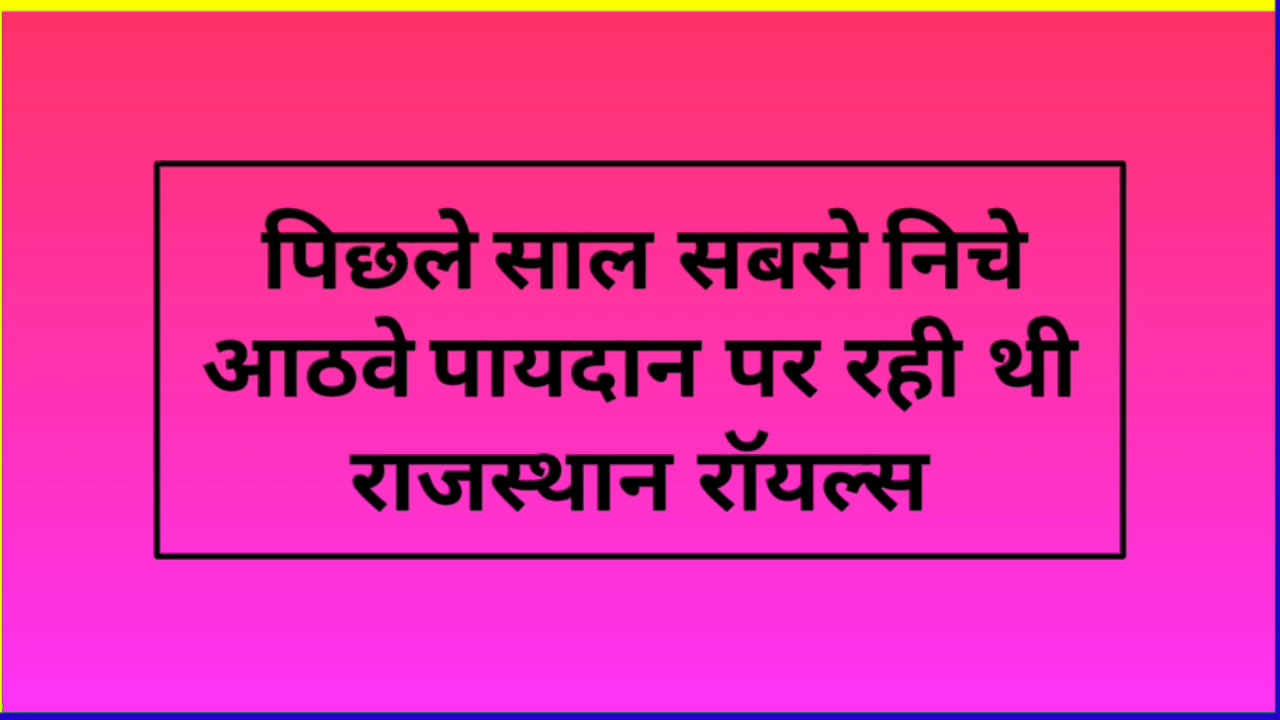 पिछले साल सबसे निचे
आठवे पायदान पर रही थी
राजस्थान रॉयल्स